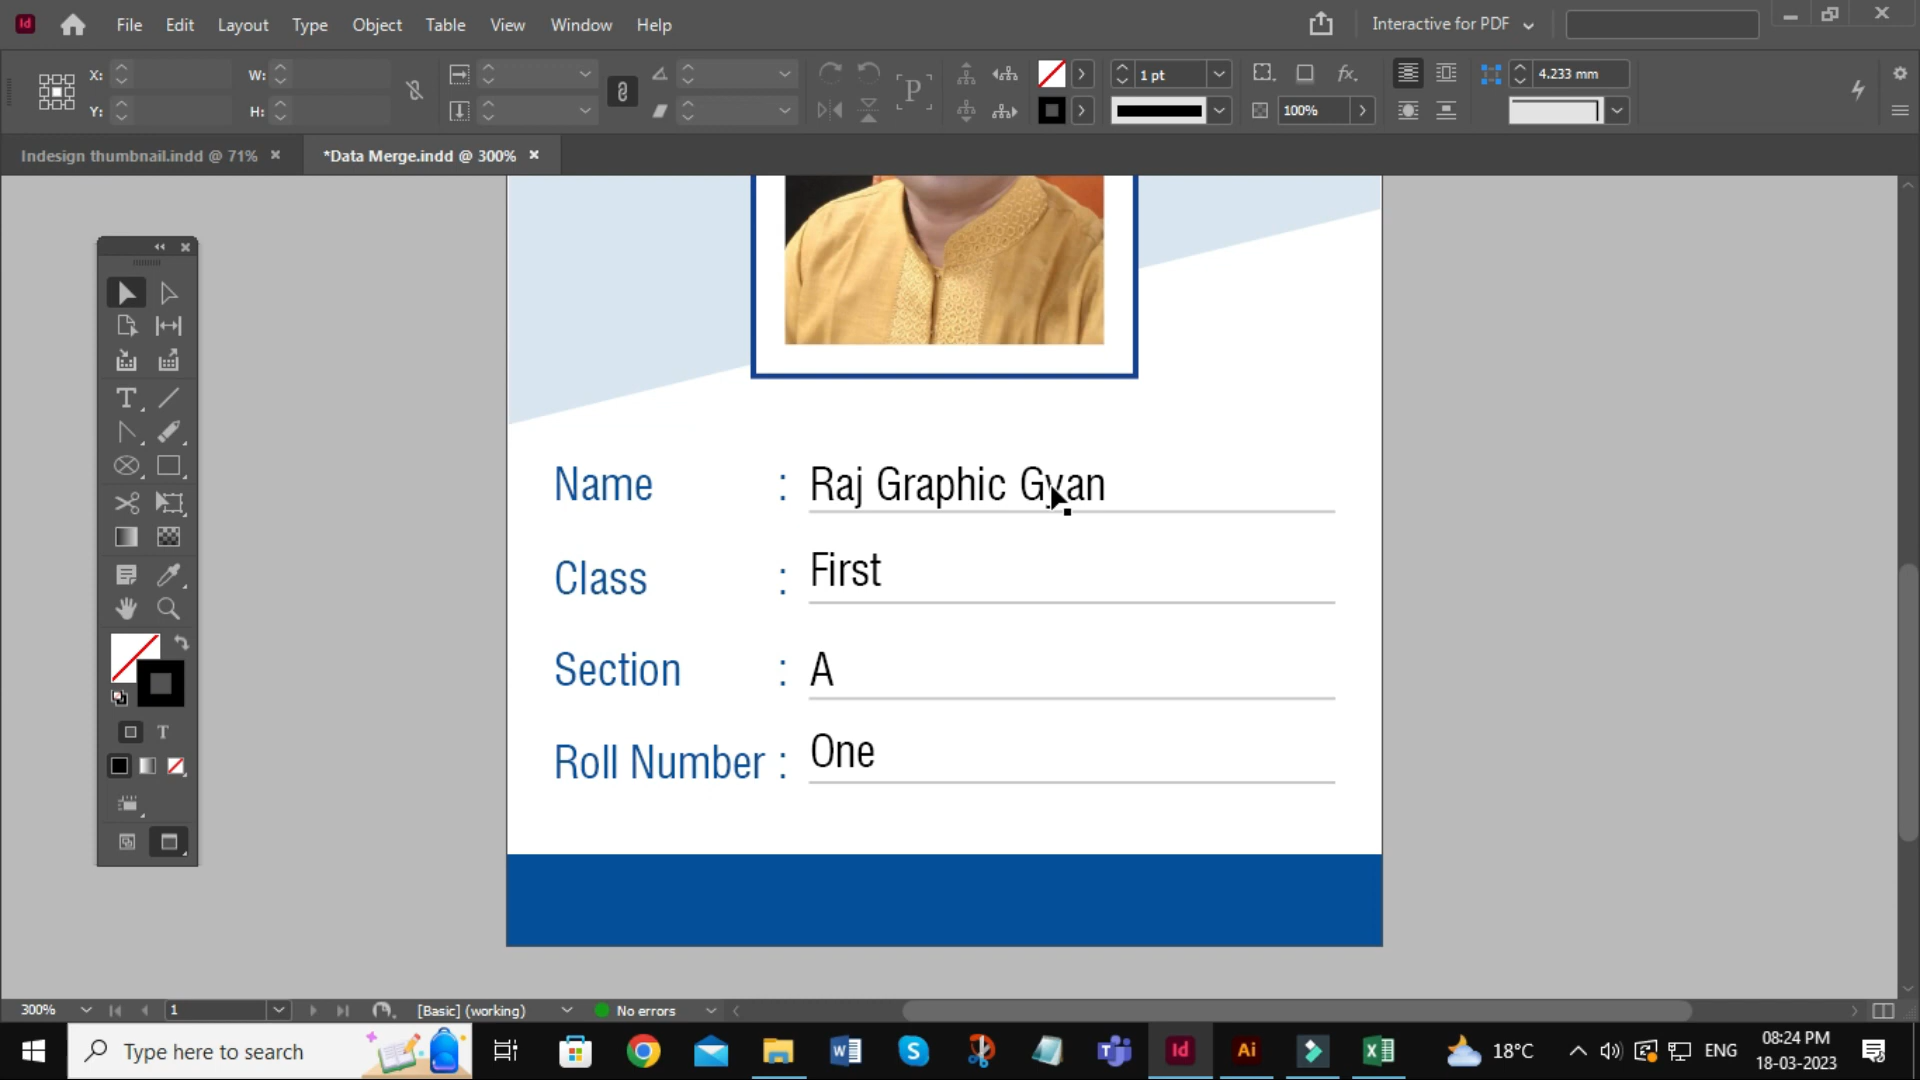 File Edit Layout Type Object Table View Window Help Interactive for PDF
X: W: 1 pt 4.233 mm
Y: H: 100%
Indesign thumbnail.indd @ 71% *Data Merge.indd @ 300%
Name : Raj Graphic Gyan
Class : First
Section : A
Roll Number : One
300% 1 [Basic] (working) No errors
Type here to search 18°C ENG 08:24 PM
18-03-2023